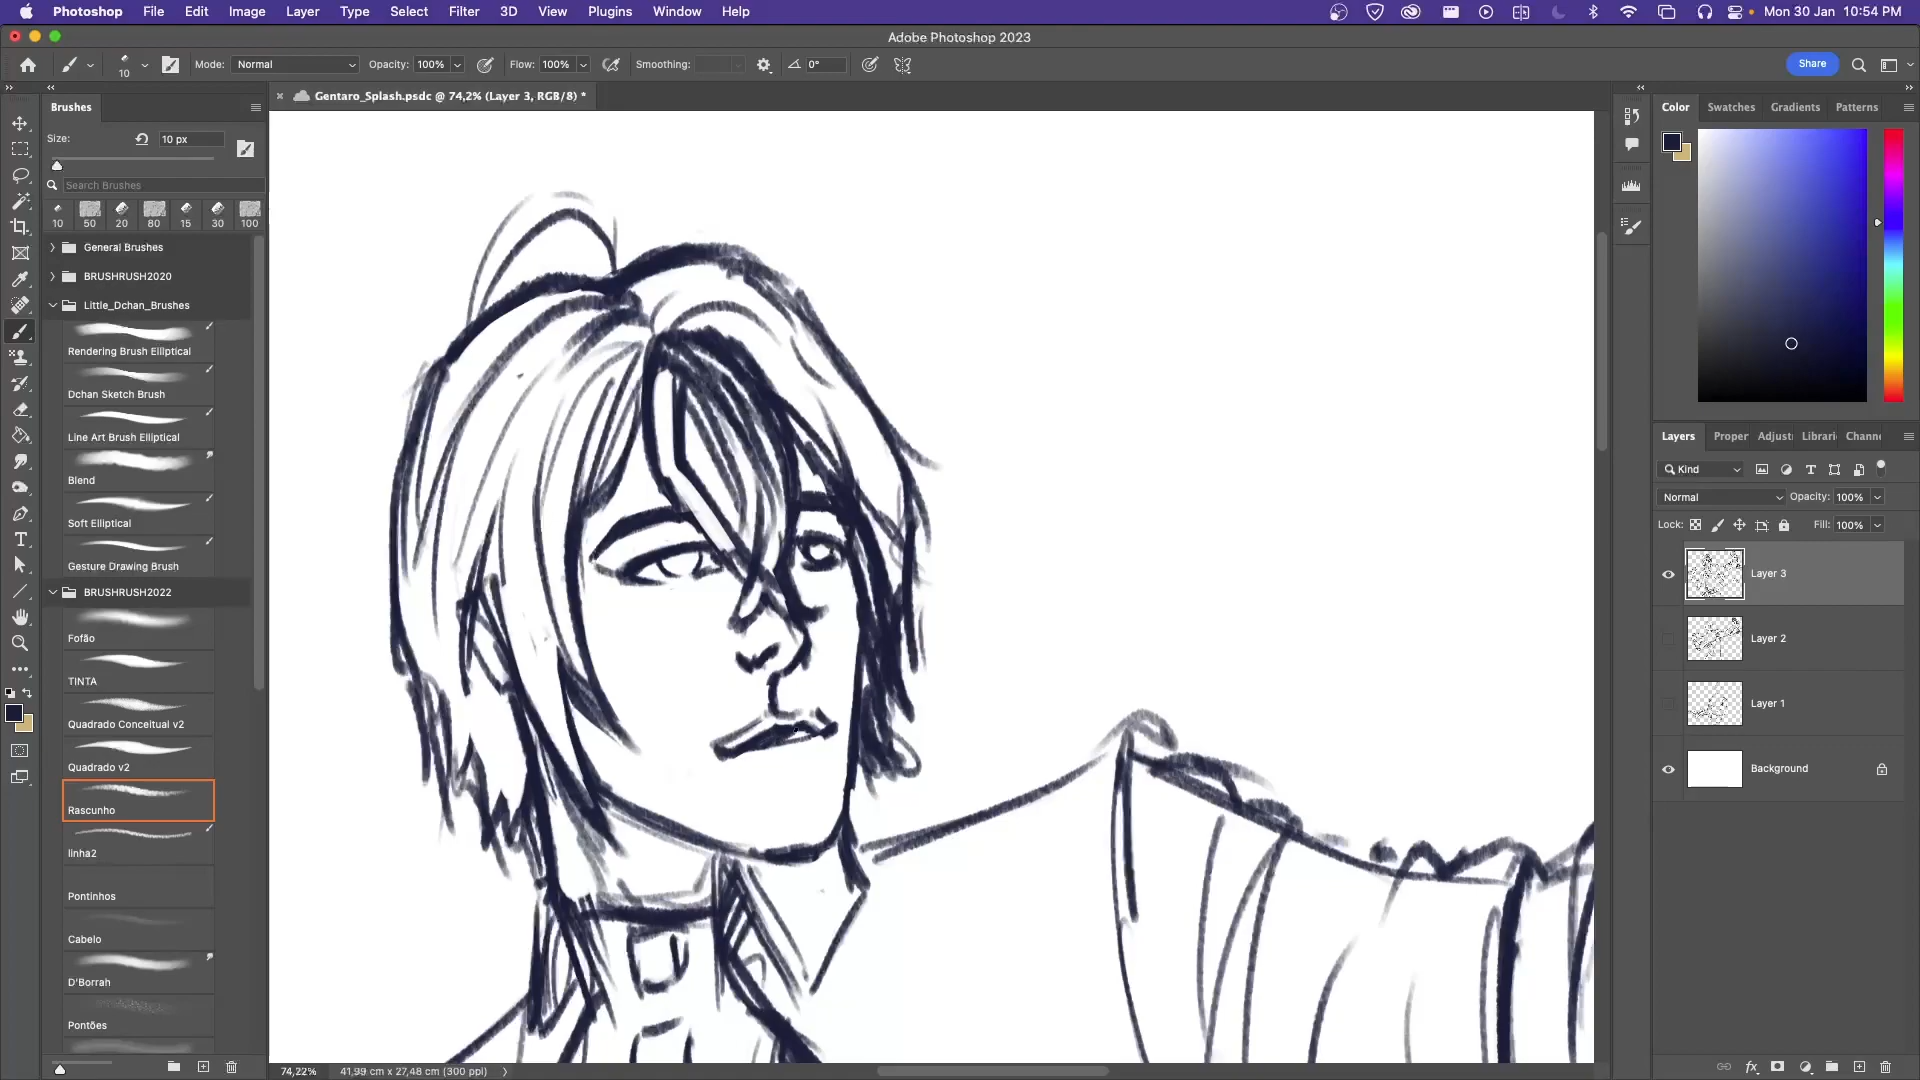 Photoshop File Edit Image Layer Type Select Filter 3D View Plugins Window Help Mon 30 Jan 10:54 PM
Adobe Photoshop 2023
10 Mode: Normal Opacity: 100% Flow: 100% Smoothing: 0° Share
Brushes
× Gentaro_Splash.psdc @ 74,2% (Layer 3, RGB/8) *
Size: 10 px
Search Brushes
10 50 20 80 15 30 100
General Brushes
BRUSHRUSH2020
Little_Dchan_Brushes
Rendering Brush Elliptical
Dchan Sketch Brush
Line Art Brush Elliptical
Blend
Soft Elliptical
Gesture Drawing Brush
BRUSHRUSH2022
Fofão
TINTA
Quadrado Conceitual v2
Quadrado v2
Rascunho
linha2
Pontinhos
Cabelo
D'Borrah
Pontões
74,22% 41,99 cm x 27,48 cm (300 ppi)
Color Swatches Gradients Patterns
Layers Proper Adjust Librari Channe
Kind
Normal Opacity: 100%
Lock: Fill: 100%
Layer 3
Layer 2
Layer 1
Background
fx